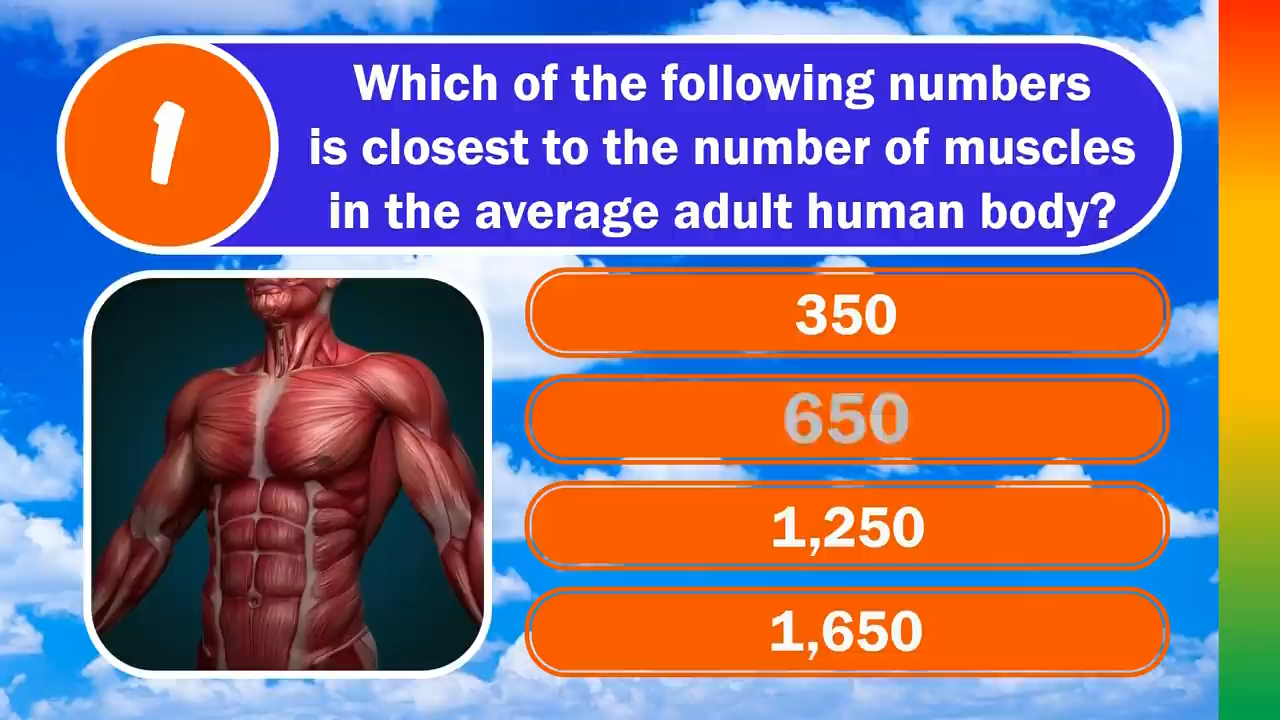 1
Which of the following numbers
is closest to the number of muscles
in the average adult human body?
350
650
1,250
1,650